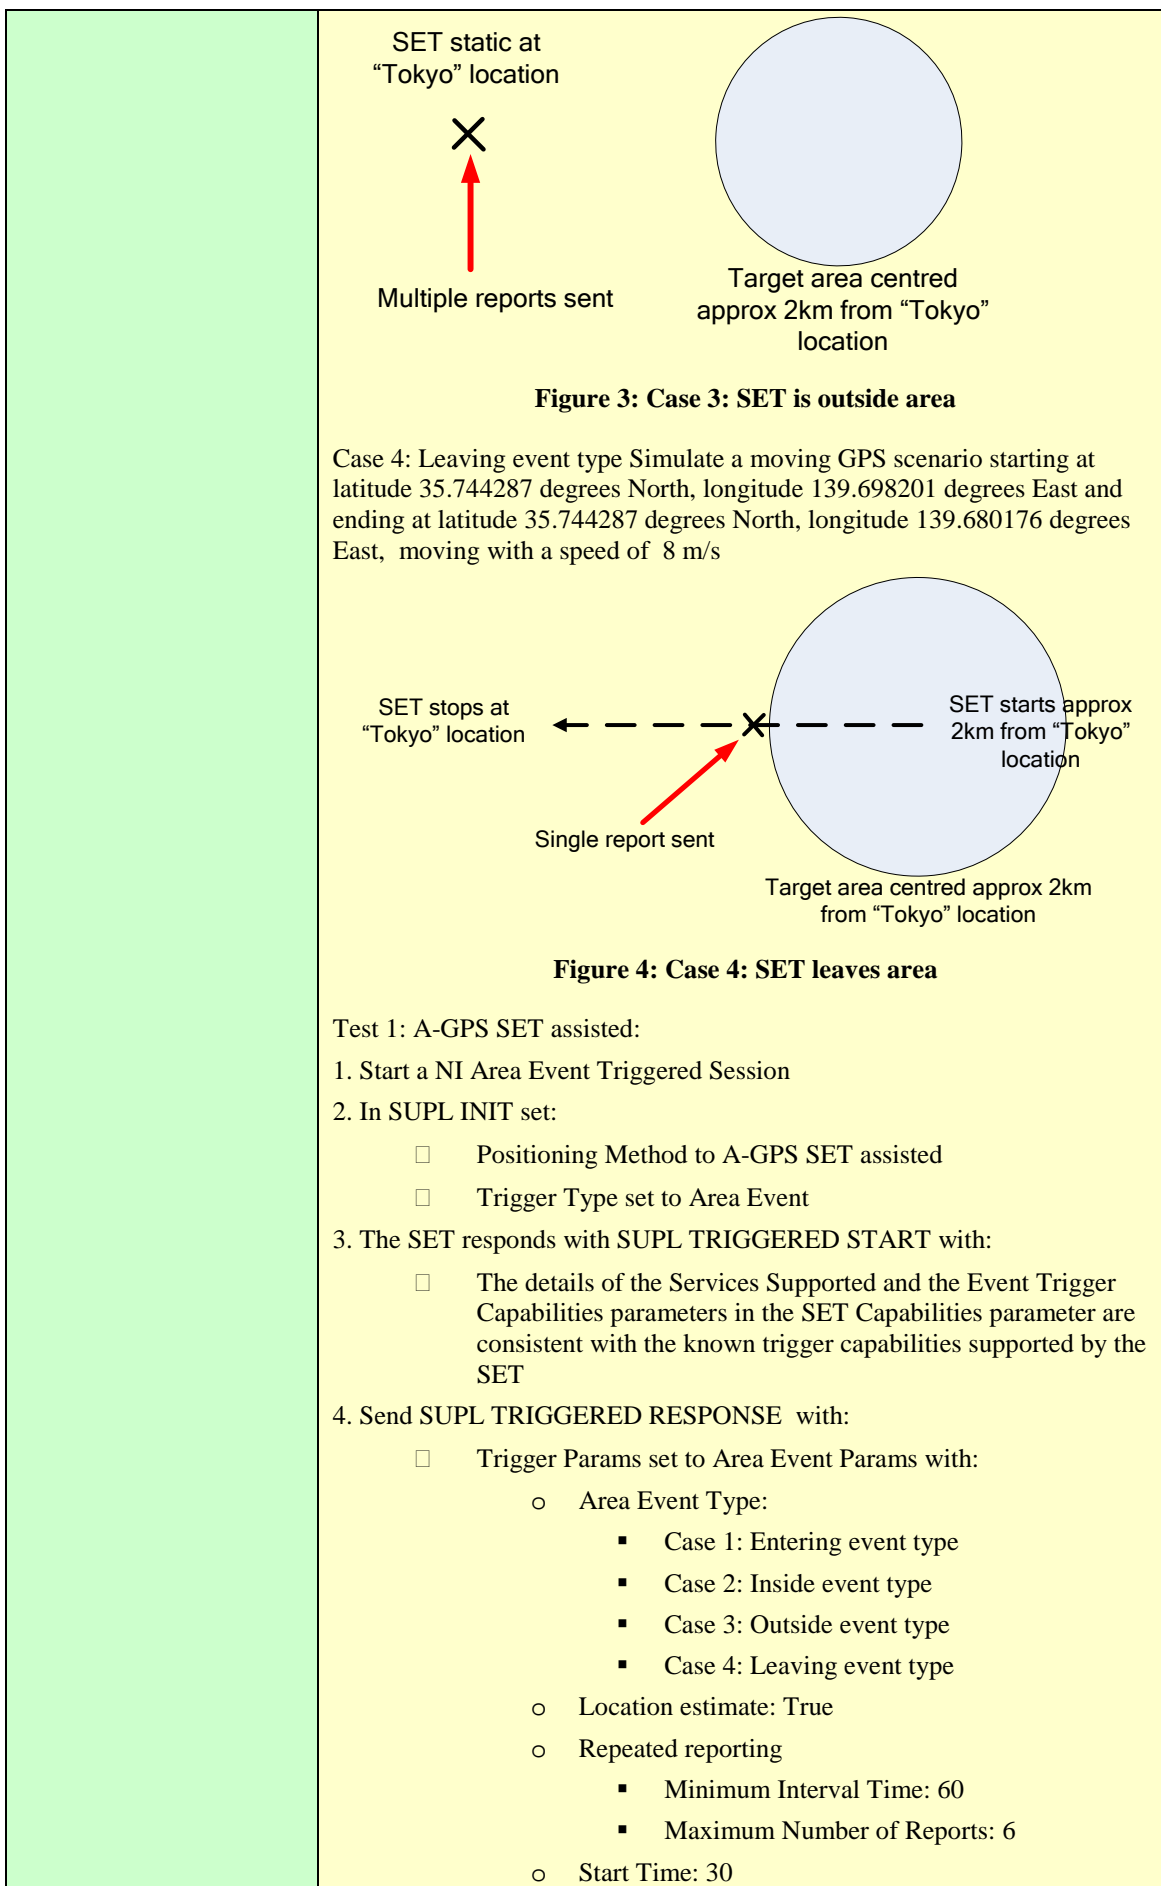 SET static at
“Tokyo” location
Multiple reports sent
Target area centred
approx 2km from “Tokyo”
location
Figure 3: Case 3: SET is outside area
Case 4: Leaving event type Simulate a moving GPS scenario starting at
latitude 35.744287 degrees North, longitude 139.698201 degrees East and
ending at latitude 35.744287 degrees North, longitude 139.680176 degrees
East,  moving with a speed of  8 m/s
SET stops at
“Tokyo” location
SET starts approx
2km from “Tokyo”
location
Single report sent
Target area centred approx 2km
from “Tokyo” location
Figure 4: Case 4: SET leaves area
Test 1: A-GPS SET assisted:
1. Start a NI Area Event Triggered Session
2. In SUPL INIT set:
□ Positioning Method to A-GPS SET assisted
□ Trigger Type set to Area Event
3. The SET responds with SUPL TRIGGERED START with:
□ The details of the Services Supported and the Event Trigger
Capabilities parameters in the SET Capabilities parameter are
consistent with the known trigger capabilities supported by the
SET
4. Send SUPL TRIGGERED RESPONSE  with:
□ Trigger Params set to Area Event Params with:
o Area Event Type:
▪ Case 1: Entering event type
▪ Case 2: Inside event type
▪ Case 3: Outside event type
▪ Case 4: Leaving event type
o Location estimate: True
o Repeated reporting
▪ Minimum Interval Time: 60
▪ Maximum Number of Reports: 6
o Start Time: 30